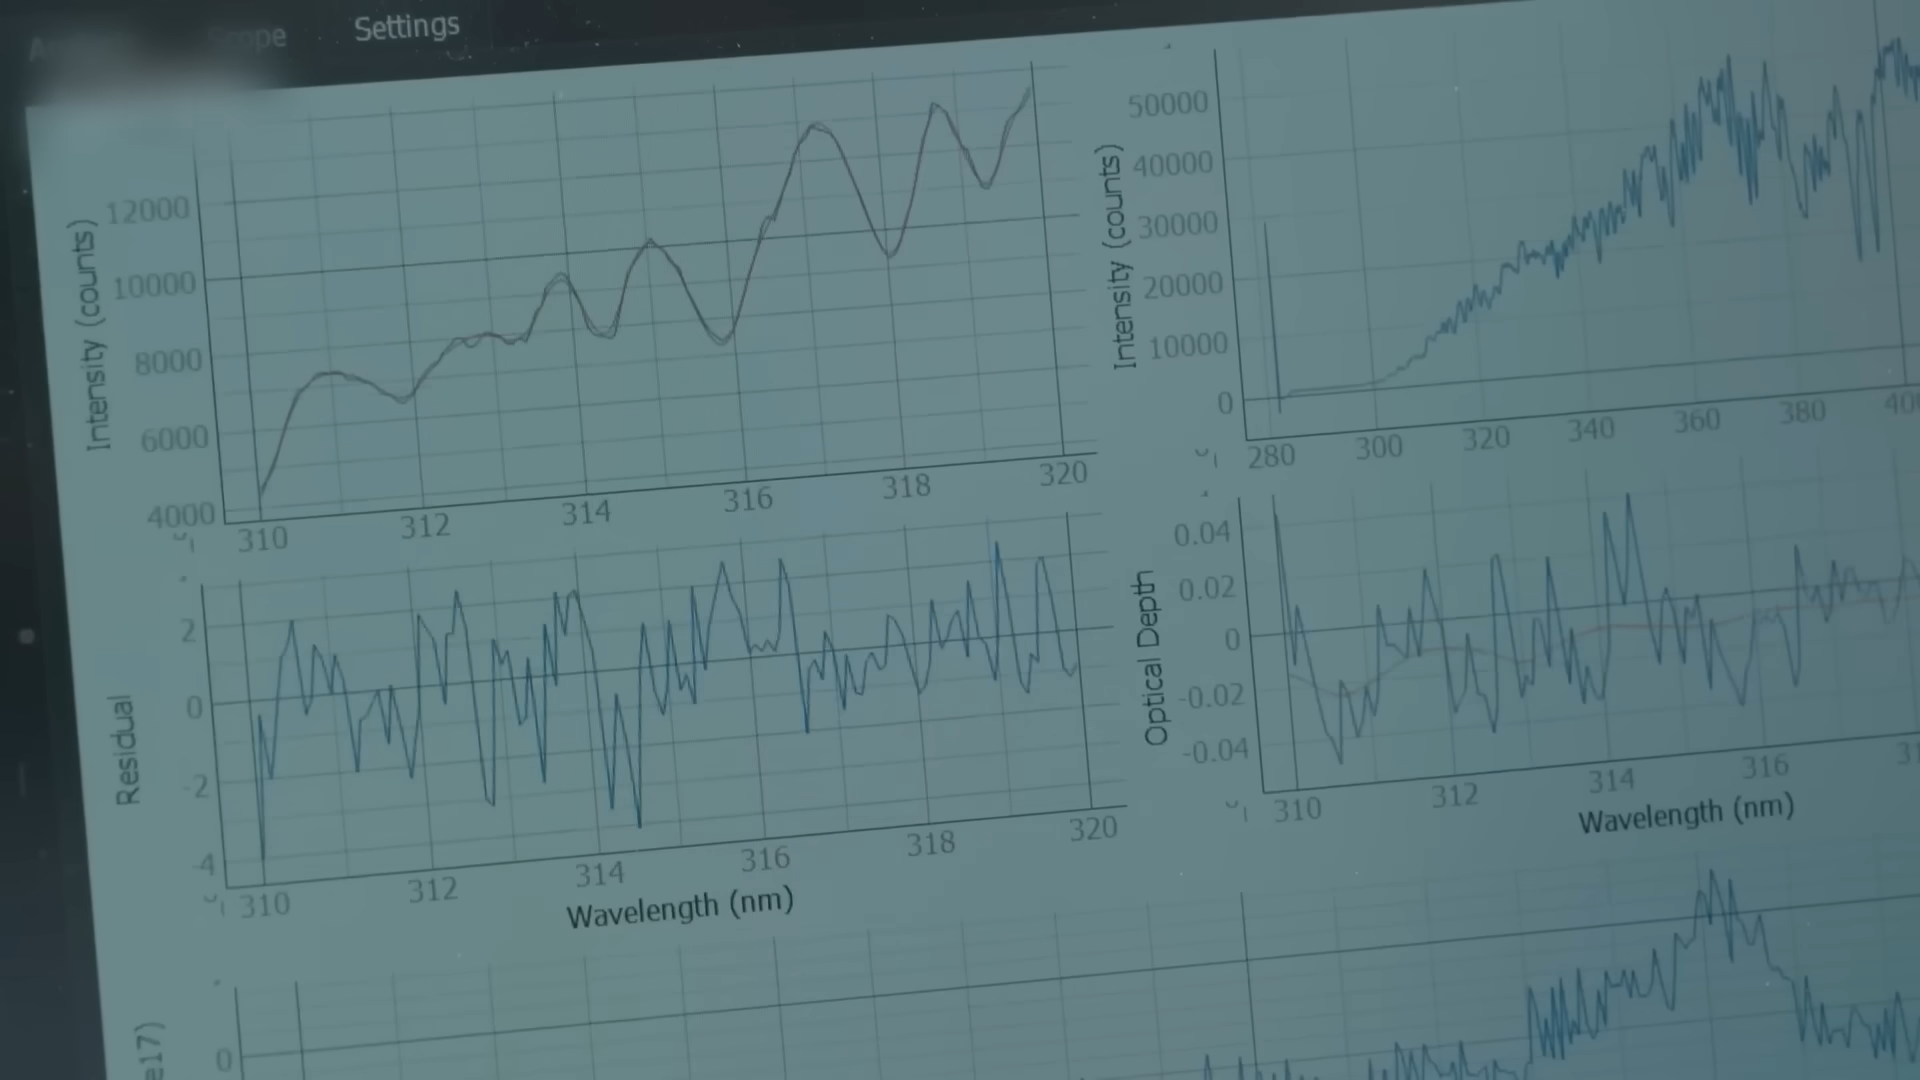 Scope Settings
Intensity (counts)
12000
10000
8000
6000
4000
310 312 314 316 318 320
Intensity (counts)
50000
40000
30000
20000
10000
0
280 300 320 340 360 380
Residual
2
0
-2
-4
310 312 314 316 318 320
Wavelength (nm)
Optical Depth
0.04
0.02
0
-0.02
-0.04
310 312 314 316
Wavelength (nm)
e17)
0